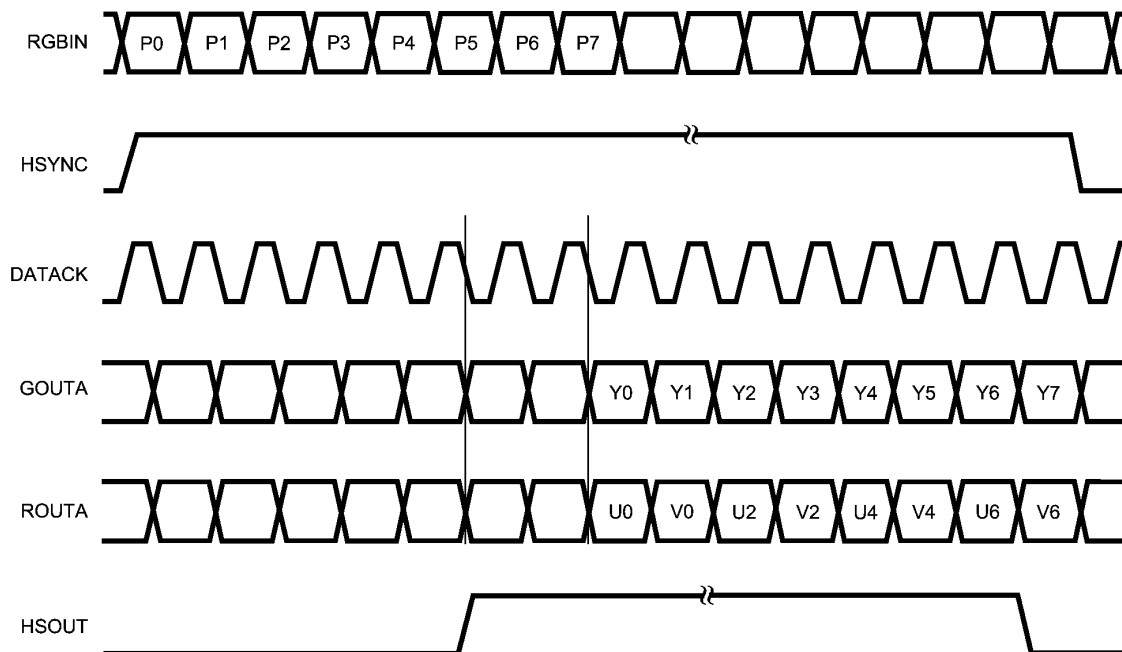 RGBIN P0 P1 P2 P3 P4 P5 P6 P7
HSYNC
DATACK
GOUTA Y0 Y1 Y2 Y3 Y4 Y5 Y6 Y7
ROUTA U0 V0 U2 V2 U4 V4 U6 V6
HSOUT